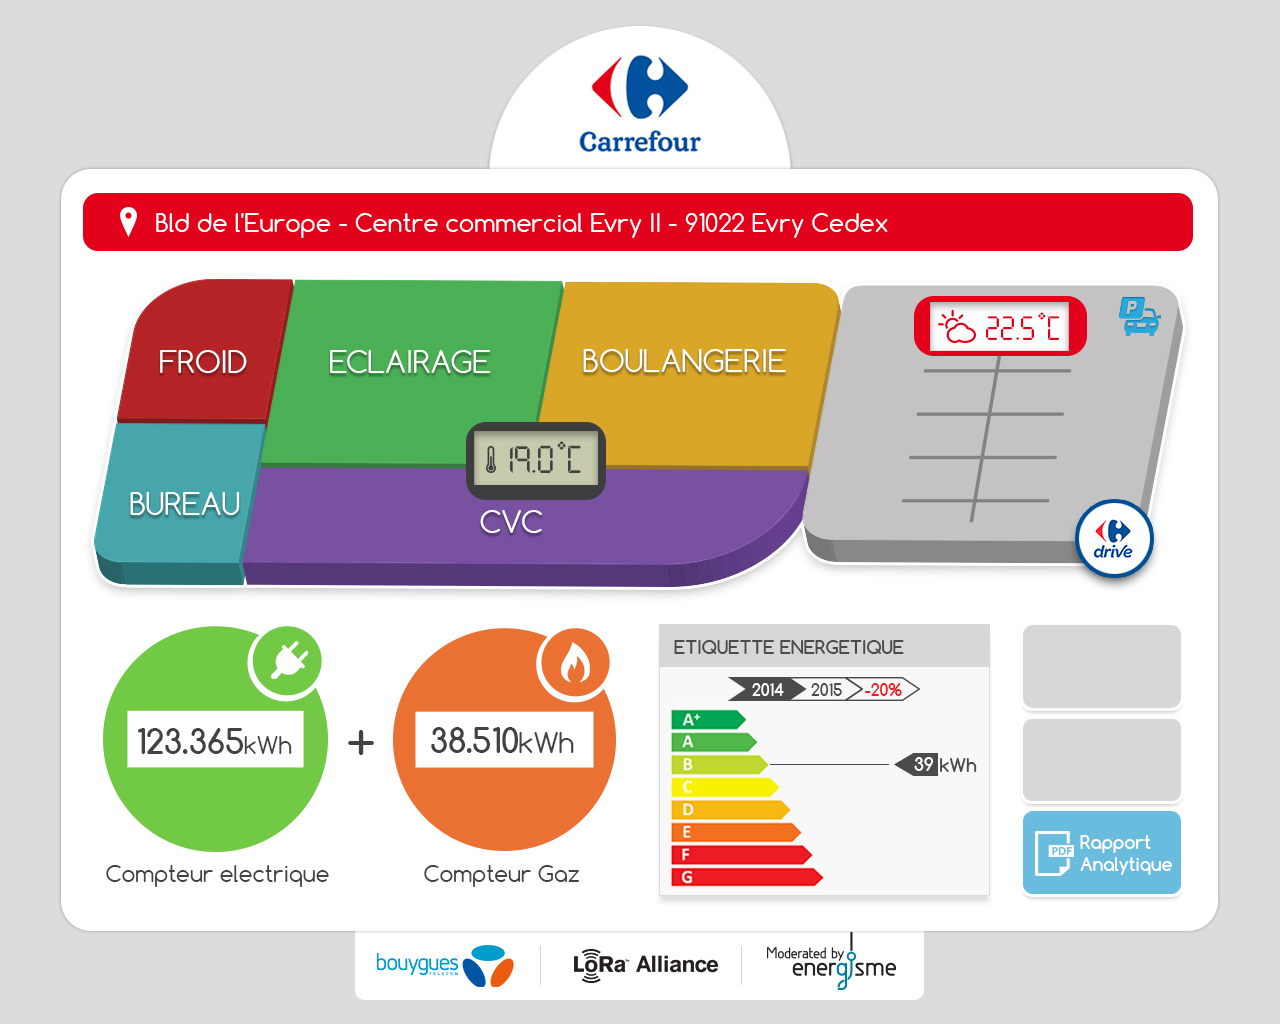 Carrefour
Bld de l'Europe - Centre commercial Evry II - 91022 Evry Cedex
FROID
ECLAIRAGE
BOULANGERIE
22.5°C
P
BUREAU
19.0°C
CVC
drive
123.365kWh
+
38.510kWh
Compteur electrique
Compteur Gaz
ETIQUETTE ENERGETIQUE
2014 2015 -20%
A+
A
B
39 kWh
C
D
E
F
G
PDF
Rapport
Analytique
bouygues
TELECOM
LoRa™ Alliance
Moderated by
energisme